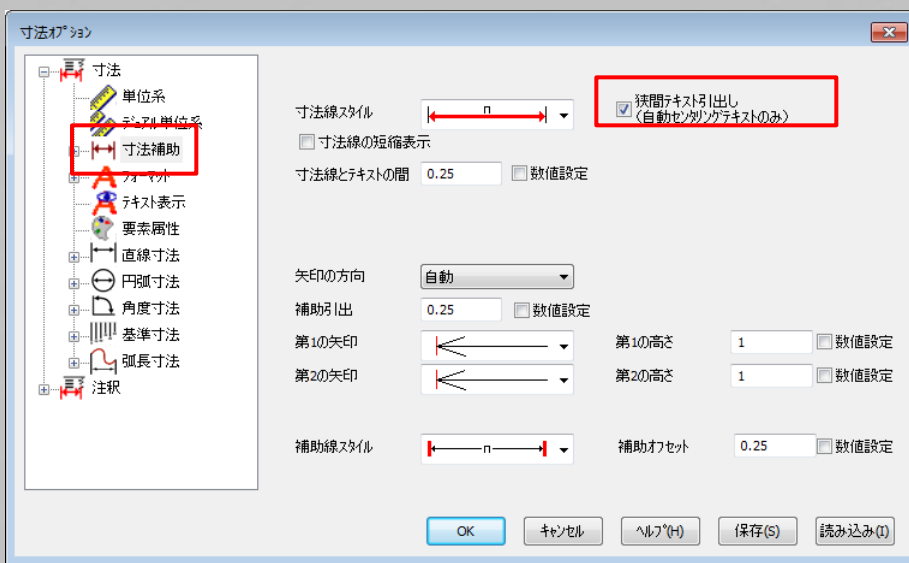 寸法ｵﾌﾟｼｮﾝ
寸法
単位系
ﾃﾞｭｱﾙ単位系
寸法補助
ﾌｫｰﾏｯﾄ
ﾃｷｽﾄ表示
要素属性
直線寸法
円弧寸法
角度寸法
基準寸法
弧長寸法
注釈
寸法線ｽﾀｲﾙ
n
狭間ﾃｷｽﾄ引出し
(自動ｾﾝﾀﾘﾝｸﾞﾃｷｽﾄのみ)
寸法線の短縮表示
寸法線とﾃｷｽﾄの間 0.25 数値設定
矢印の方向 自動
補助引出 0.25 数値設定
第1の矢印 第1の高さ 1 数値設定
第2の矢印 第2の高さ 1 数値設定
補助線ｽﾀｲﾙ n 補助ｵﾌｾｯﾄ 0.25 数値設定
OK ｷｬﾝｾﾙ ﾍﾙﾌﾟ(H) 保存(S) 読み込み(I)